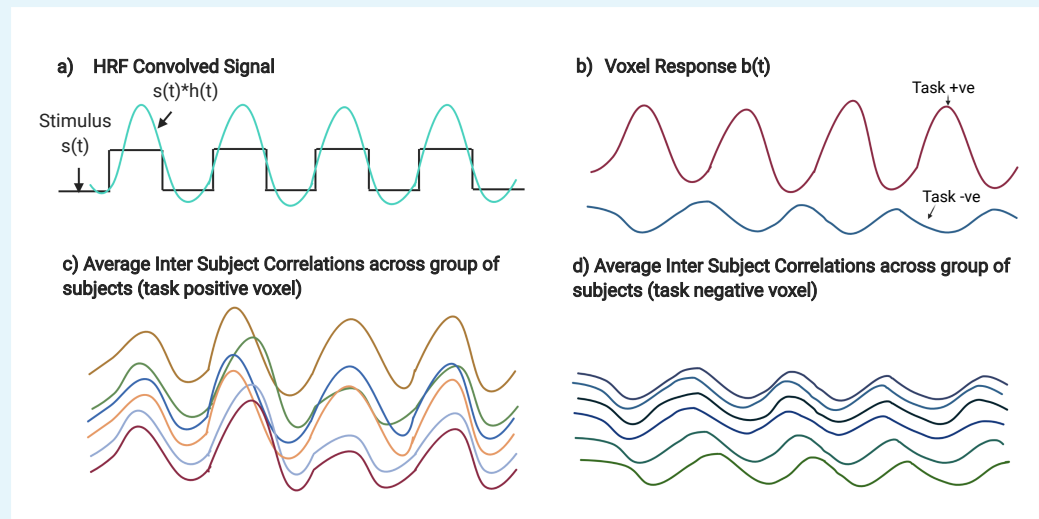 a) HRF Convolved Signal
s(t)*h(t)
Stimulus
s(t)
b) Voxel Response b(t)
Task +ve
Task -ve
c) Average Inter Subject Correlations across group of
subjects (task positive voxel)
d) Average Inter Subject Correlations across group of
subjects (task negative voxel)